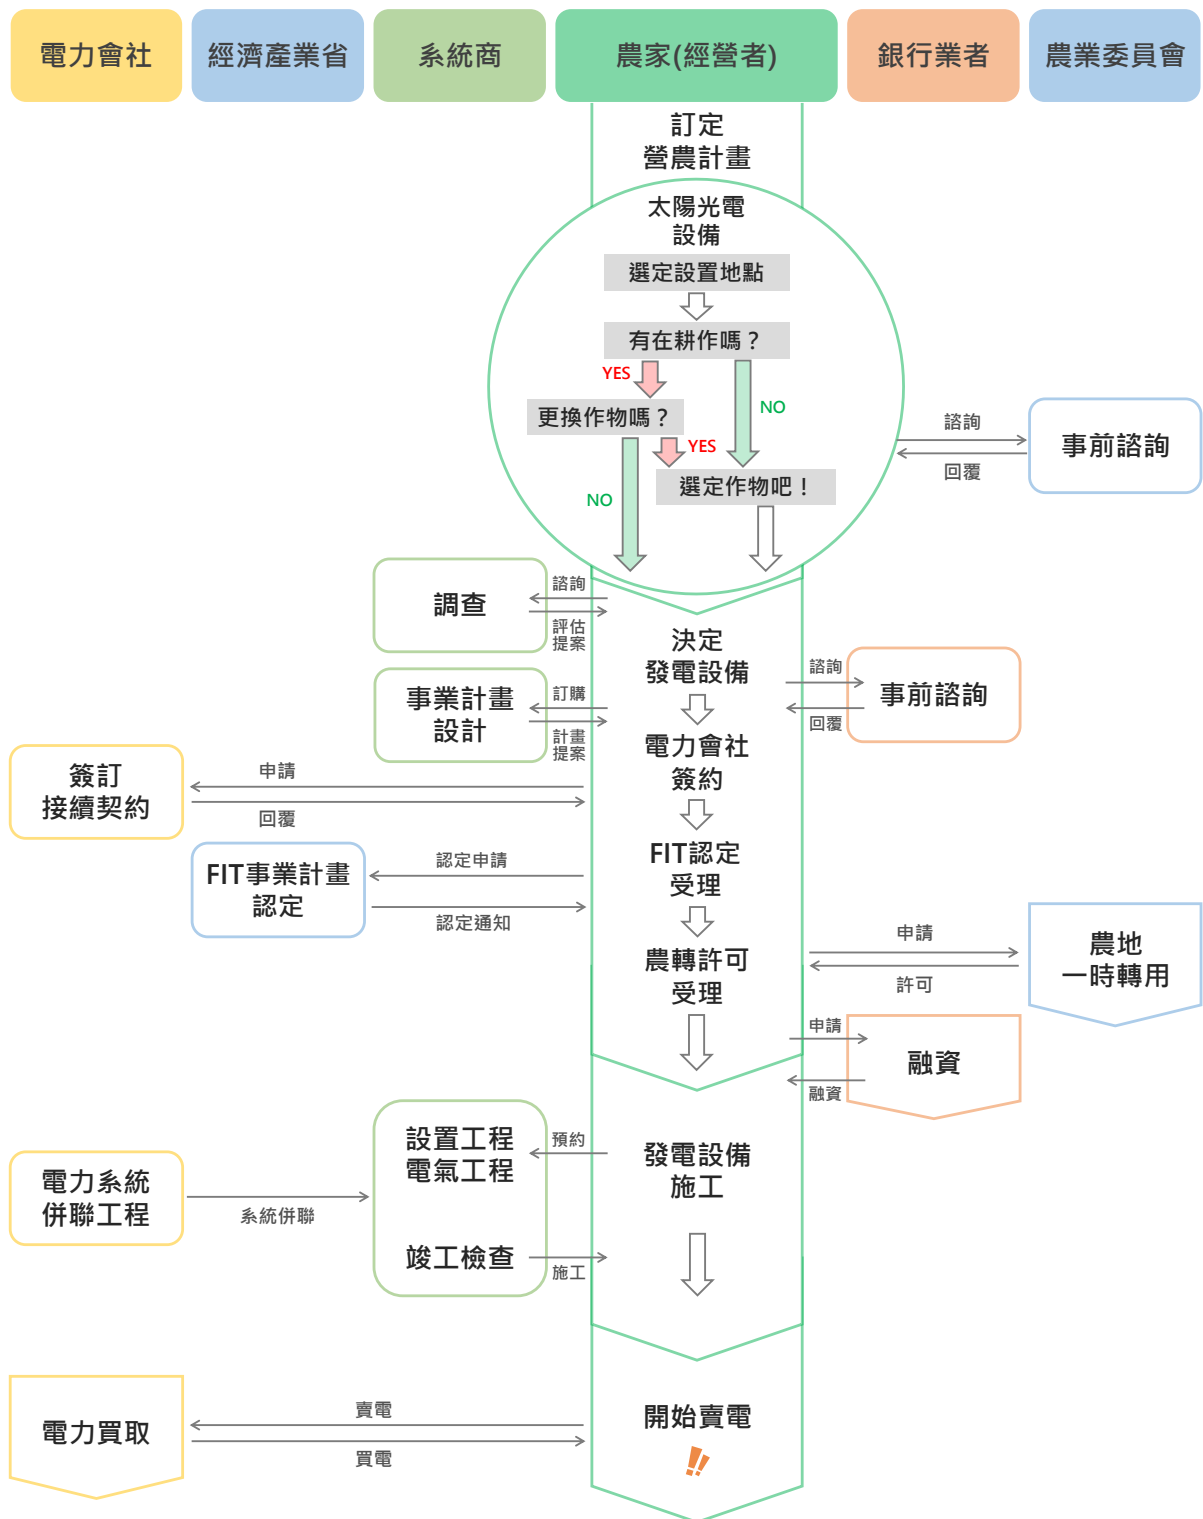 電力會社
經濟產業省
系統商
農家(經營者)
銀行業者
農業委員會
訂定
營農計畫
太陽光電
設備
選定設置地點
有在耕作嗎？
YES
NO
更換作物嗎？
YES
NO
選定作物吧！
諮詢
回覆
事前諮詢
調查
諮詢
評估
提案
決定
發電設備
諮詢
回覆
事前諮詢
事業計畫
設計
訂購
計畫
提案
電力會社
簽約
簽訂
接續契約
申請
回覆
FIT認定
受理
FIT事業計畫
認定
認定申請
認定通知
農轉許可
受理
申請
許可
農地
一時轉用
申請
融資
融資
設置工程
電氣工程
預約
發電設備
施工
電力系統
併聯工程
系統併聯
竣工檢查
施工
開始賣電
!!
電力買取
賣電
買電